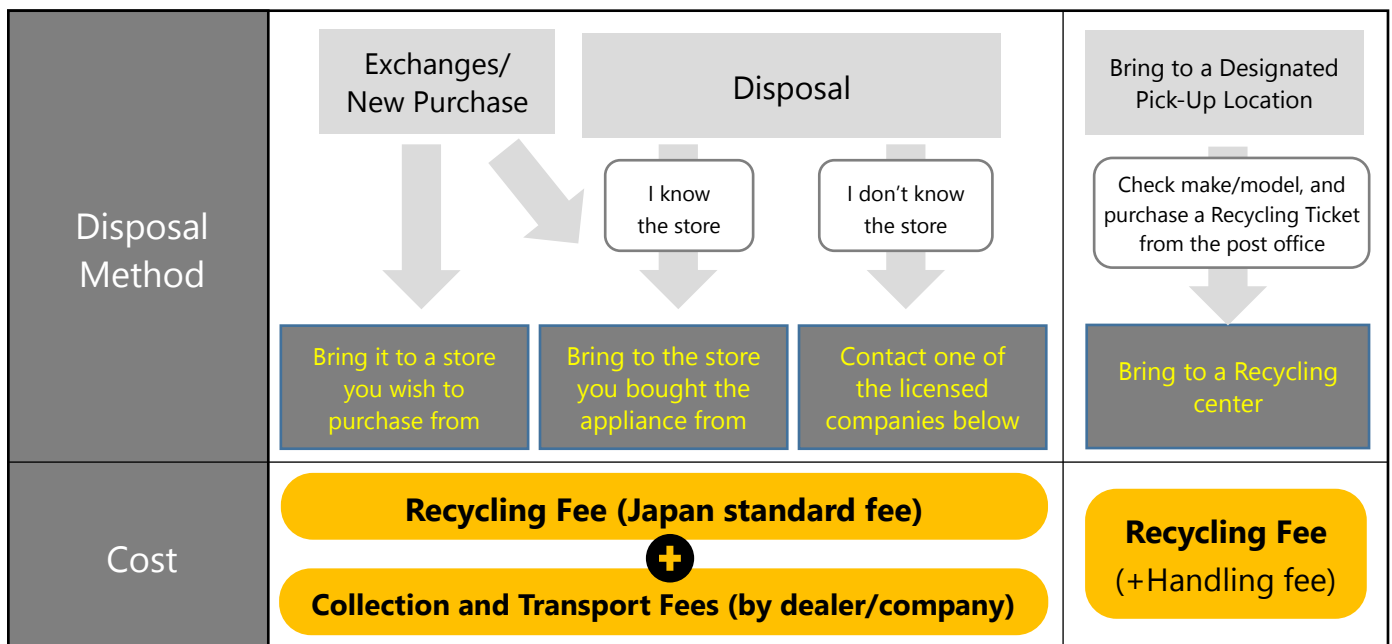 Disposal
Method
Exchanges/
New Purchase
Disposal
Bring to a Designated
Pick-Up Location
I know
the store
I don’t know
the store
Check make/model, and
purchase a Recycling Ticket
from the post office
Bring it to a store
you wish to
purchase from
Bring to the store
you bought the
appliance from
Contact one of
the licensed
companies below
Bring to a Recycling
center
Cost
Recycling Fee (Japan standard fee)
+
Collection and Transport Fees (by dealer/company)
Recycling Fee
(+Handling fee)